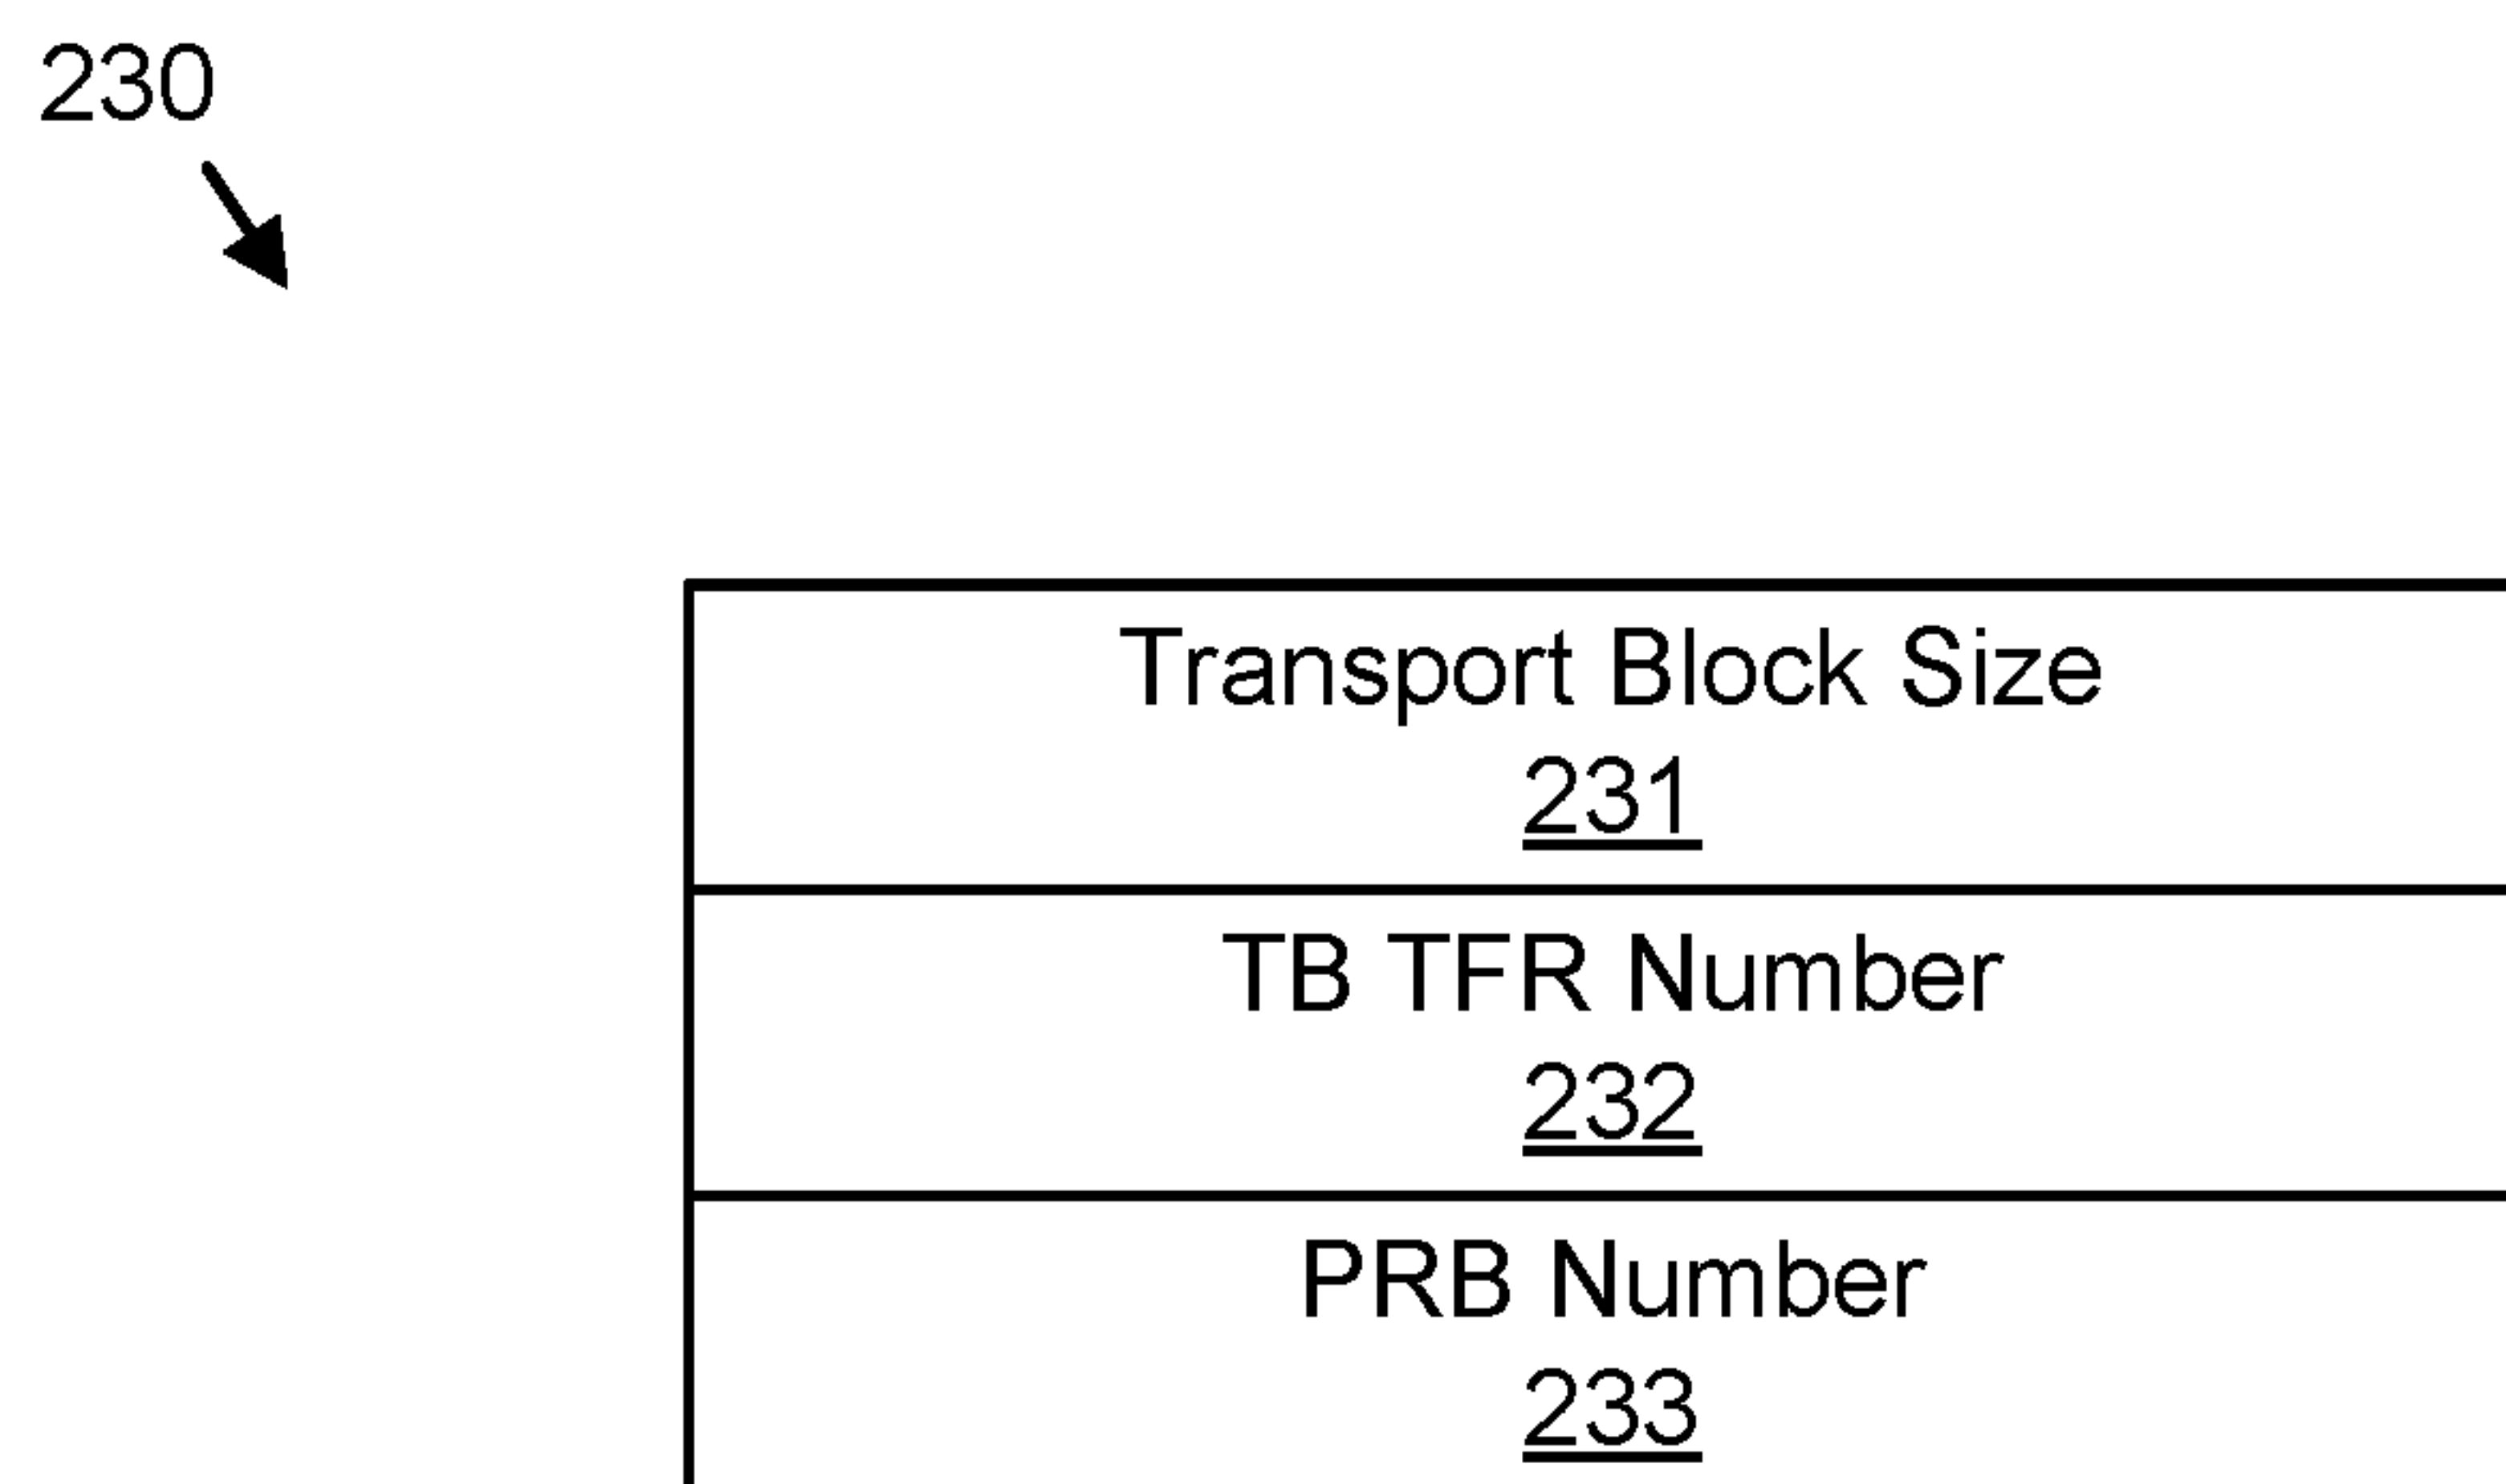 230
Transport Block Size
231
TB TFR Number
232
PRB Number
233